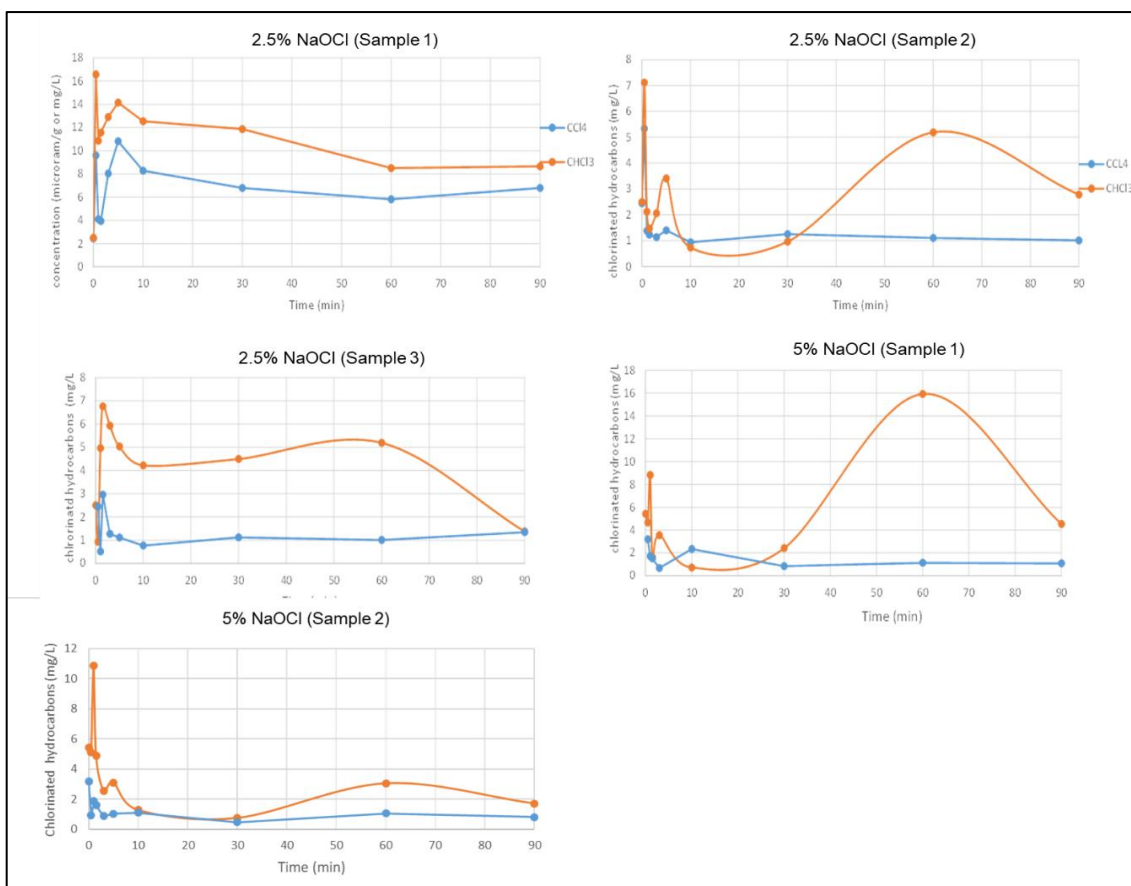 2.5% NaOCl (Sample 1)
concentration (microram/g or mg/L)
18
16
14
12
10
8
6
4
2
0
0 10 20 30 40 50 60 70 80 90
Time (min)
CCl4
CHCl3
2.5% NaOCl (Sample 2)
chlorinated hydrocarbons (mg/L)
8
7
6
5
4
3
2
1
0
0 10 20 30 40 50 60 70 80 90
Time (min)
CCL4
CHCl3
2.5% NaOCl (Sample 3)
chlorinatd hydrocarbons (mg/L
8
7
6
5
4
3
2
1
0
0 10 20 30 40 50 60 70 80 90
5% NaOCl (Sample 1)
chlorinated hydrocarbons (mg/L
18
16
14
12
10
8
6
4
2
0
0 10 20 30 40 50 60 70 80 90
Time (min)
5% NaOCl (Sample 2)
Chlorinated hydrocarbons (mg/L)
12
10
8
6
4
2
0
0 10 20 30 40 50 60 70 80 90
Time (min)